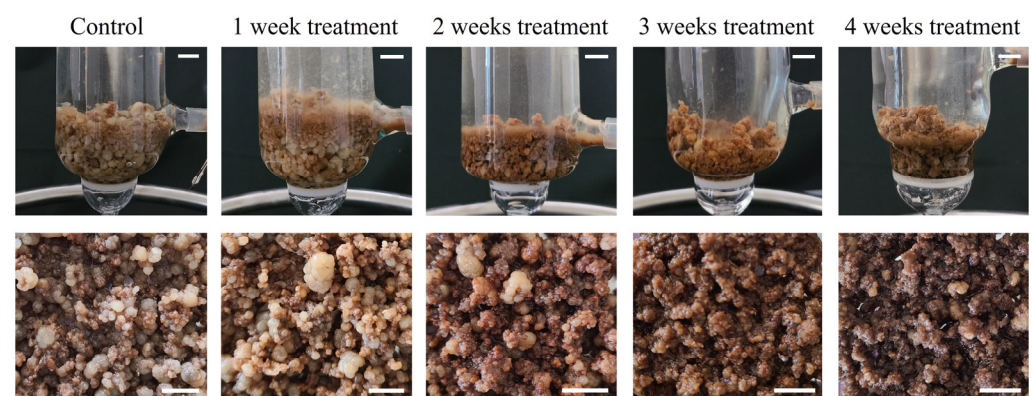 Control
1 week treatment
2 weeks treatment
3 weeks treatment
4 weeks treatment